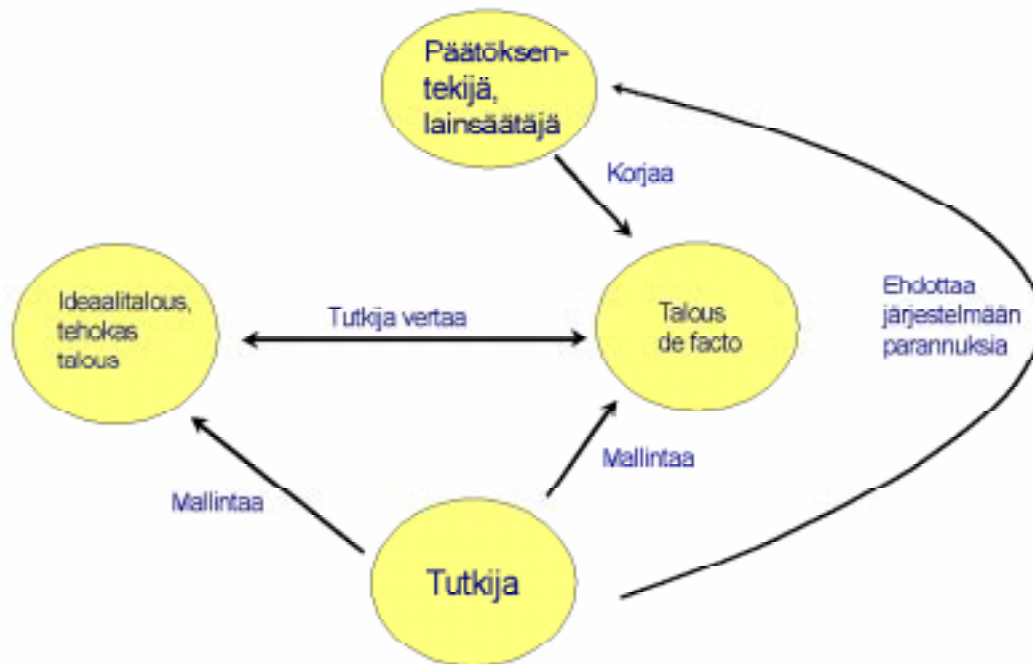 Päätöksen-
tekijä,
lainsäätäjä
Korjaa
Ideaalitalous,
tehokas
talous
Tutkija vertaa
Talous
de facto
Ehdottaa
järjestelmään
parannuksia
Mallintaa
Mallintaa
Tutkija